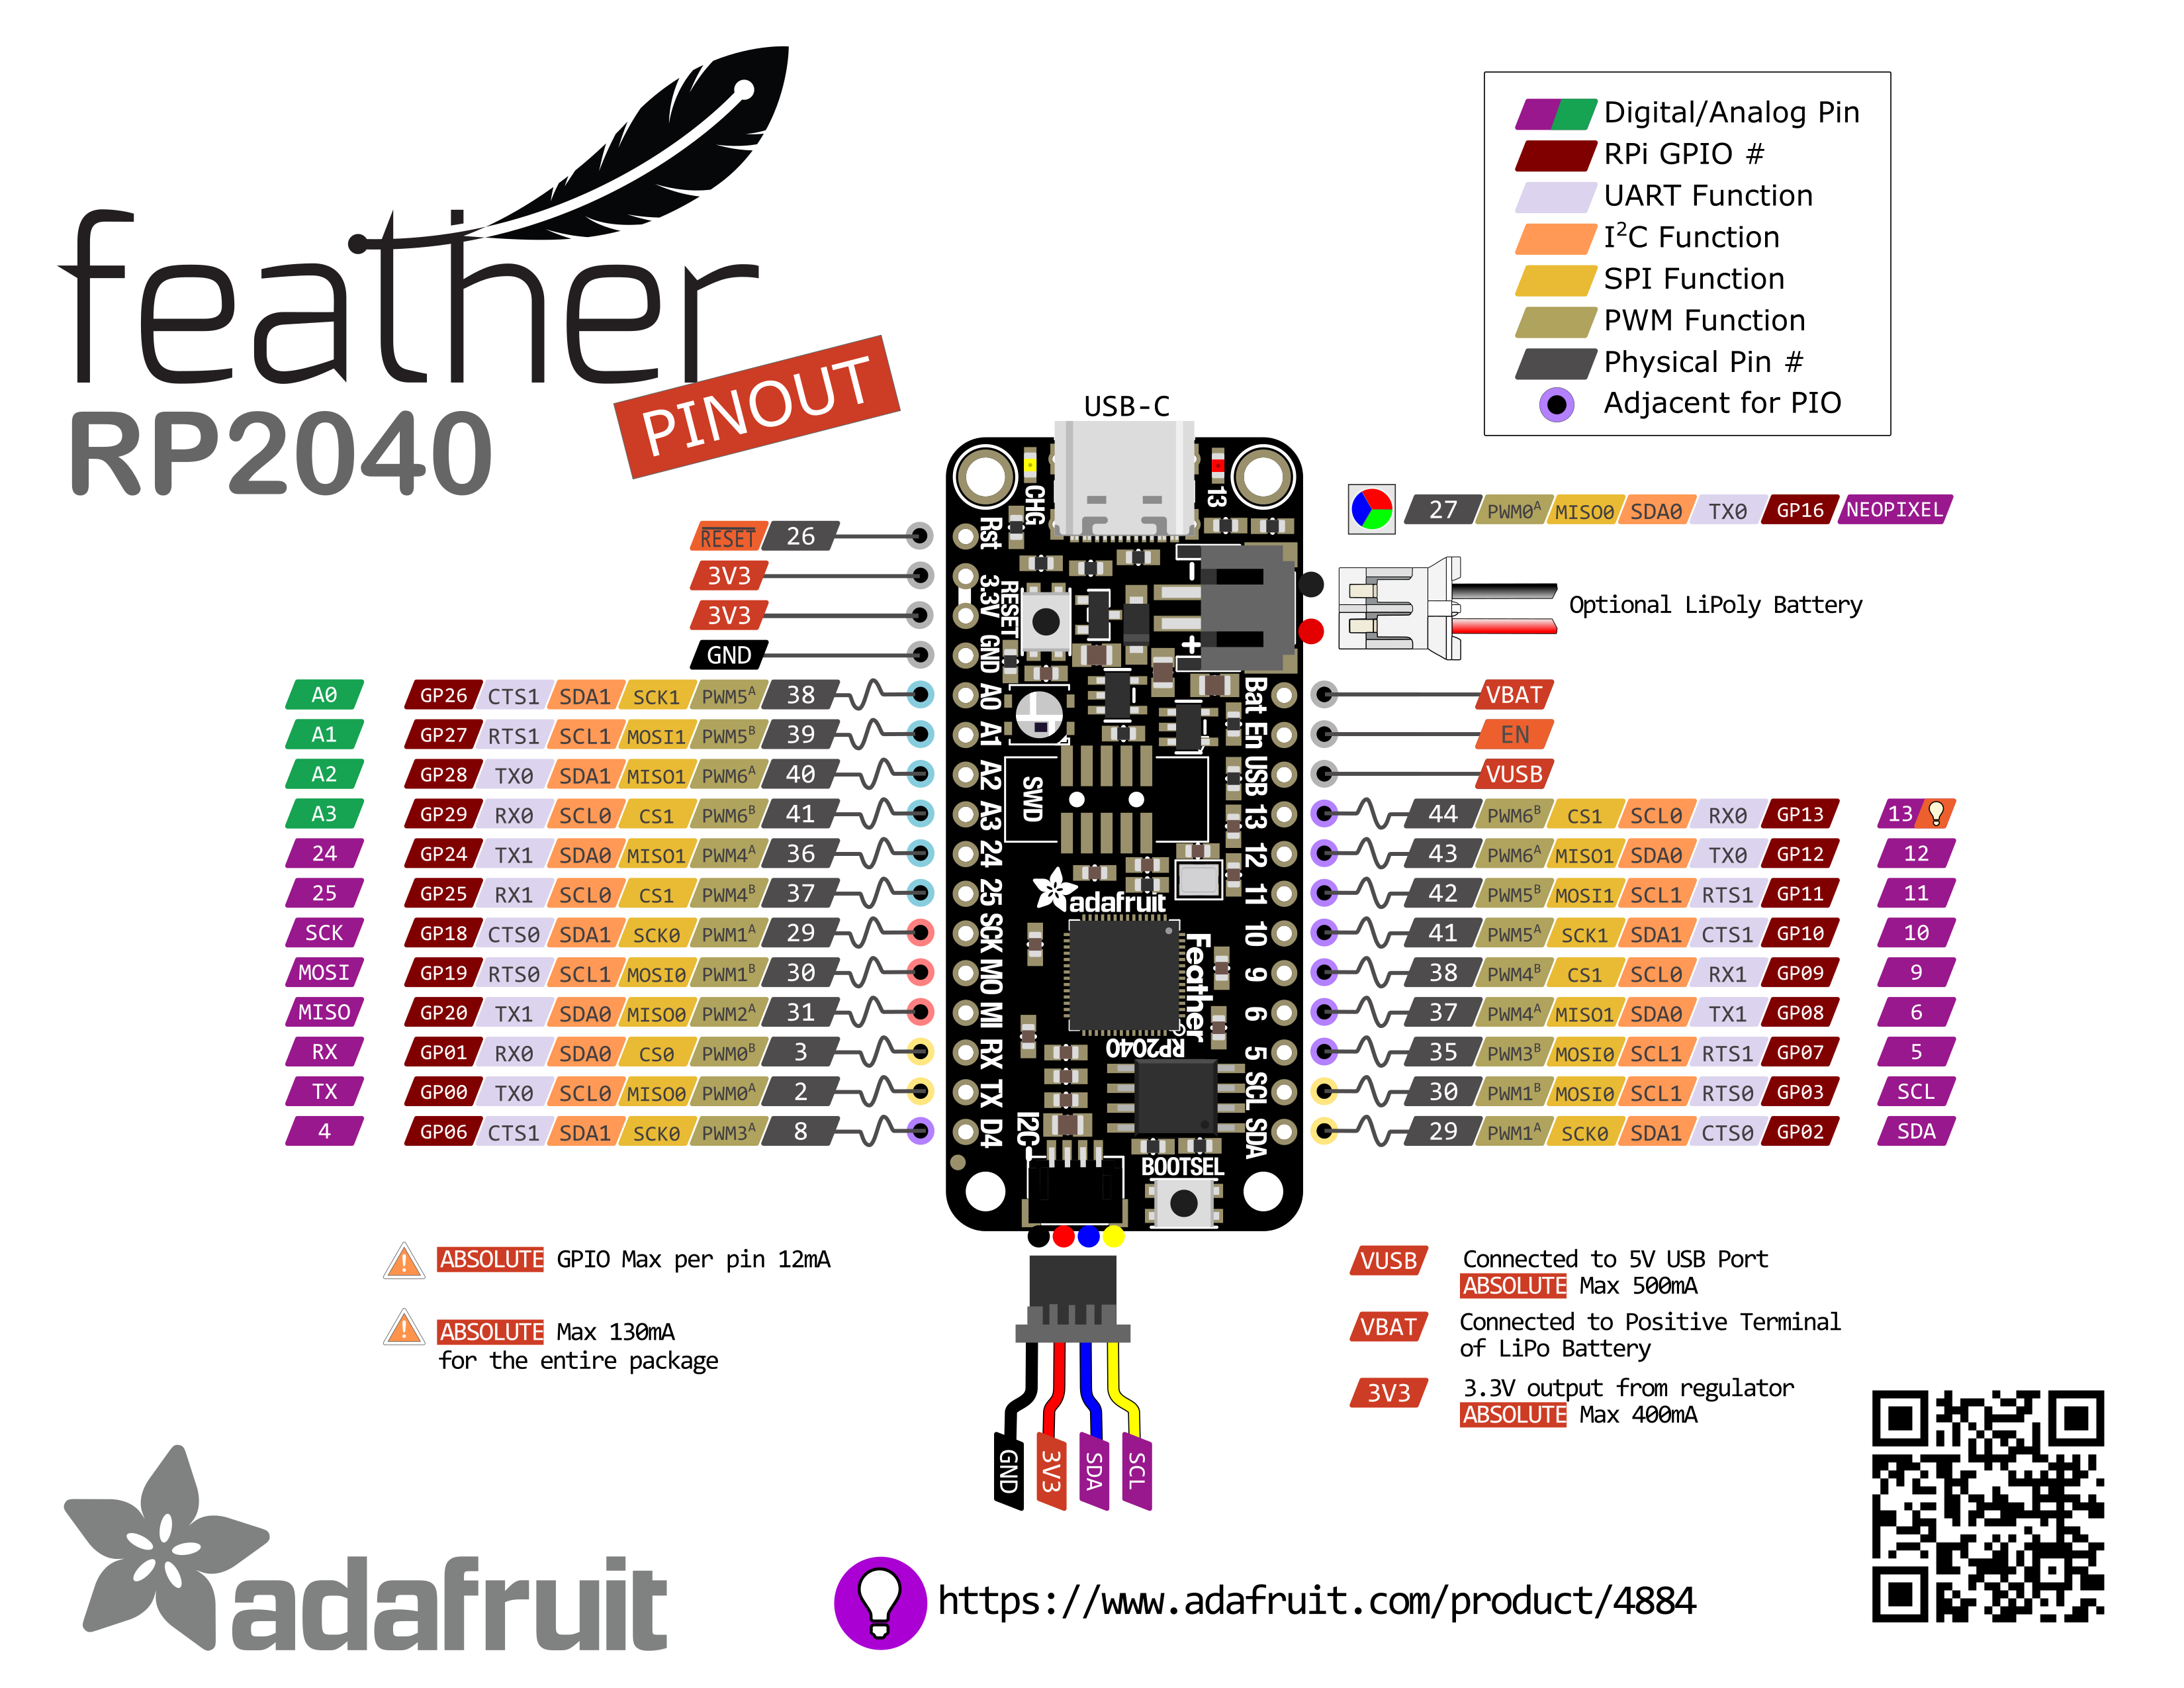 feather
RP2040
PINOUT
Digital/Analog Pin
RPi GPIO #
UART Function
I²C Function
SPI Function
PWM Function
Physical Pin #
Adjacent for PIO
USB-C
CHG
13
27 PWM0ᴬ MISO0 SDA0 TX0 GP16 NEOPIXEL
Optional LiPoly Battery
RESET 26
3V3
3V3
GND
A0 GP26 CTS1 SDA1 SCK1 PWM5ᴬ 38
A1 GP27 RTS1 SCL1 MOSI1 PWM5ᴮ 39
A2 GP28 TX0 SDA1 MISO1 PWM6ᴬ 40
A3 GP29 RX0 SCL0 CS1 PWM6ᴮ 41
24 GP24 TX1 SDA0 MISO1 PWM4ᴬ 36
25 GP25 RX1 SCL0 CS1 PWM4ᴮ 37
SCK GP18 CTS0 SDA1 SCK0 PWM1ᴬ 29
MOSI GP19 RTS0 SCL1 MOSI0 PWM1ᴮ 30
MISO GP20 TX1 SDA0 MISO0 PWM2ᴬ 31
RX GP01 RX0 SDA0 CS0 PWM0ᴮ 3
TX GP00 TX0 SCL0 MISO0 PWM0ᴬ 2
4 GP06 CTS1 SDA1 SCK0 PWM3ᴬ 8
Rst
3.3V
GND
A0
A1
A2
A3
24
25
SCK
MO
MI
RX
TX
D4
RESET
-
+
SWD
adafruit
Feather
RP2040
I2C
BOOTSEL
Bat
En
USB
13
12
11
10
9
6
5
SCL
SDA
VBAT
EN
VUSB
44 PWM6ᴮ CS1 SCL0 RX0 GP13 13
43 PWM6ᴬ MISO1 SDA0 TX0 GP12 12
42 PWM5ᴮ MOSI1 SCL1 RTS1 GP11 11
41 PWM5ᴬ SCK1 SDA1 CTS1 GP10 10
38 PWM4ᴮ CS1 SCL0 RX1 GP09 9
37 PWM4ᴬ MISO1 SDA0 TX1 GP08 6
35 PWM3ᴮ MOSI0 SCL1 RTS1 GP07 5
30 PWM1ᴮ MOSI0 SCL1 RTS0 GP03 SCL
29 PWM1ᴬ SCK0 SDA1 CTS0 GP02 SDA
! ABSOLUTE GPIO Max per pin 12mA
! ABSOLUTE Max 130mA
for the entire package
GND
3V3
SDA
SCL
VUSB Connected to 5V USB Port
ABSOLUTE Max 500mA
VBAT Connected to Positive Terminal
of LiPo Battery
3V3 3.3V output from regulator
ABSOLUTE Max 400mA
adafruit
https://www.adafruit.com/product/4884